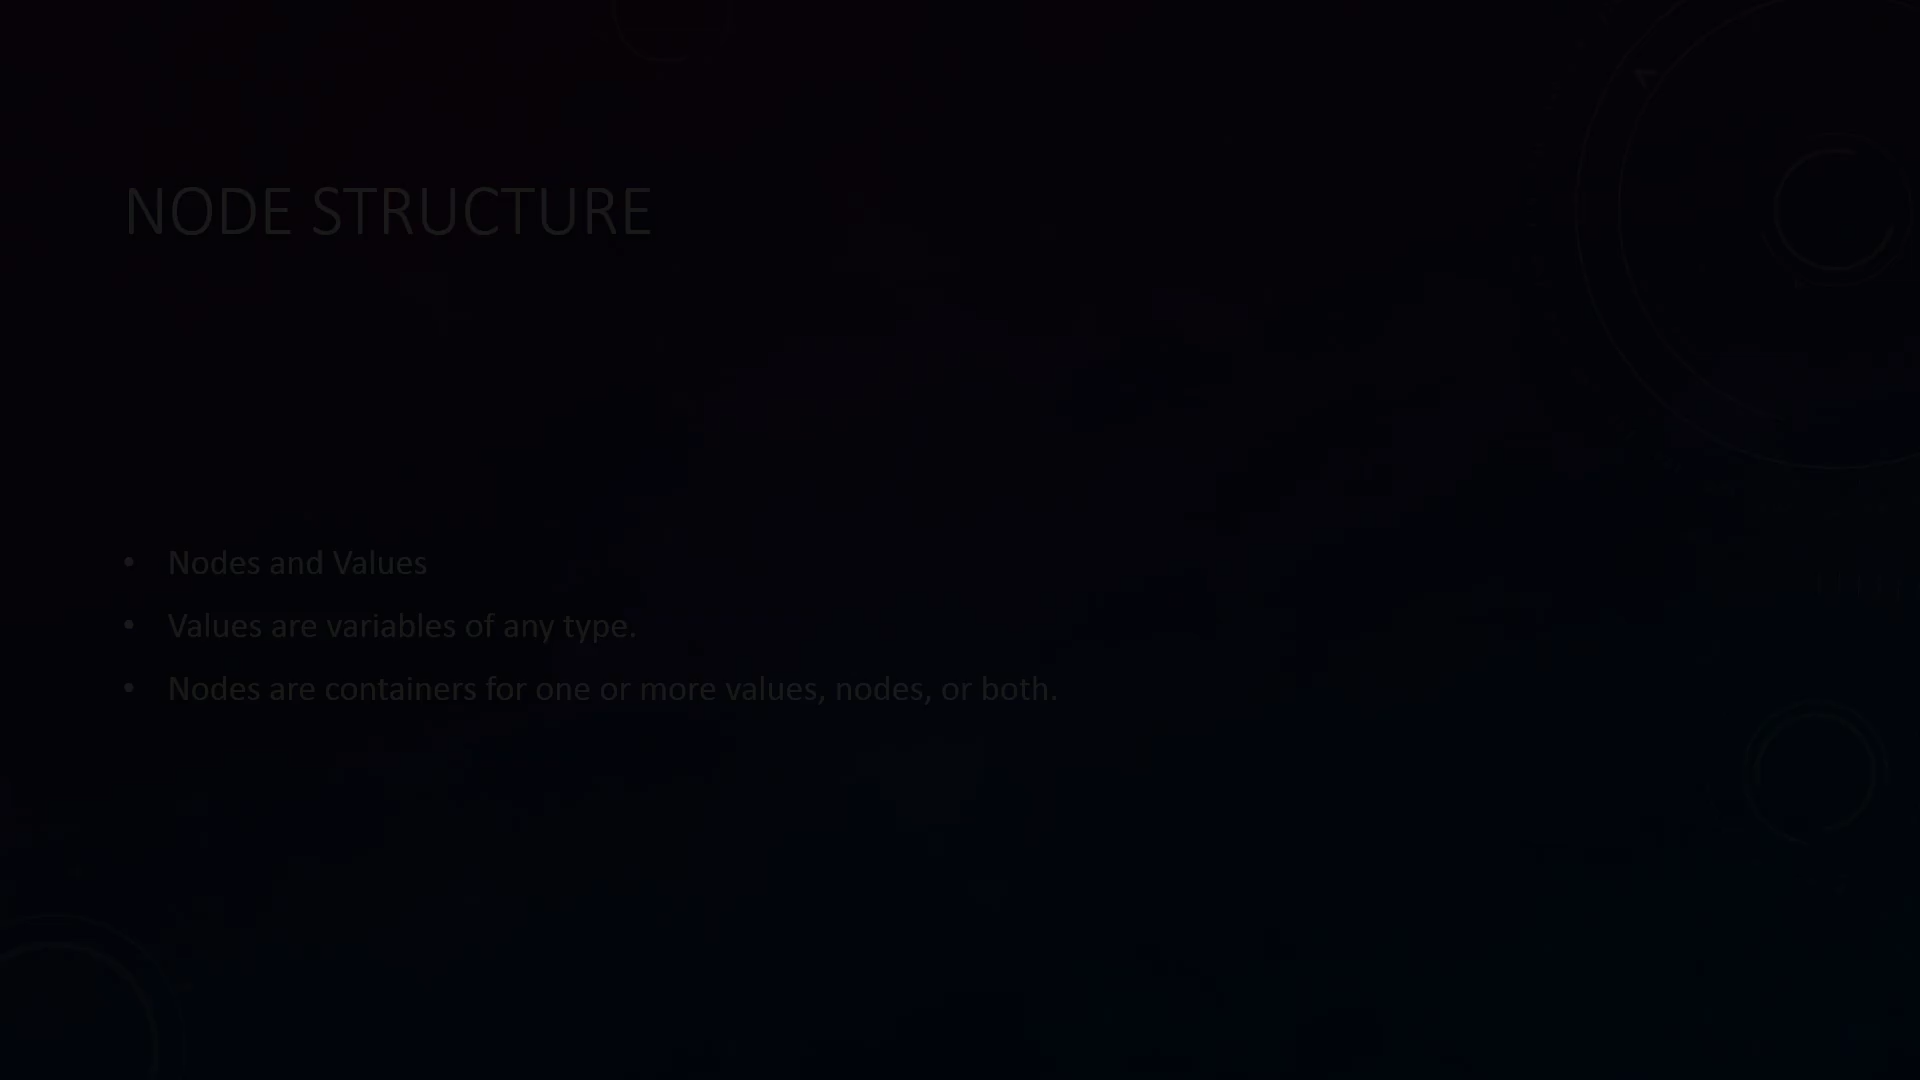 NODE STRUCTURE
• Nodes and Values
• Values are variables of any type.
• Nodes are containers for one or more values, nodes, or both.